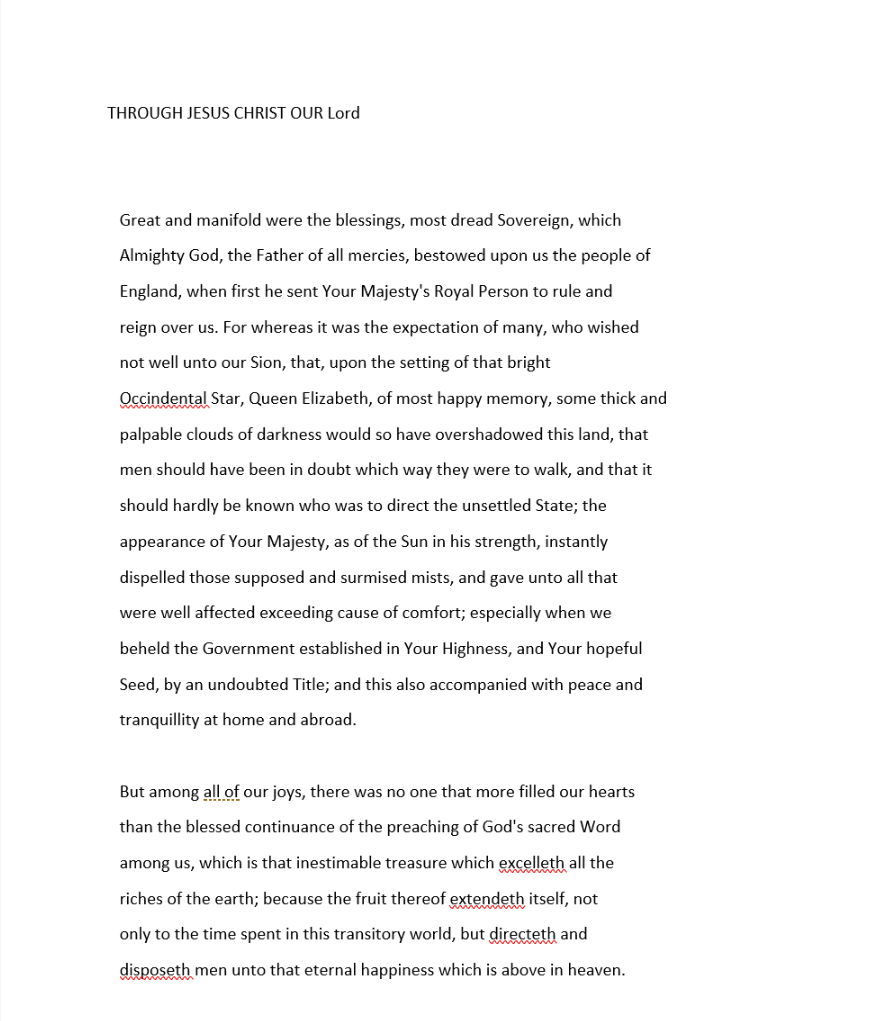 THROUGH JESUS CHRIST OUR Lord
Great and manifold were the blessings, most dread Sovereign, which
Almighty God, the Father of all mercies, bestowed upon us the people of
England, when first he sent Your Majesty's Royal Person to rule and
reign over us. For whereas it was the expectation of many, who wished
not well unto our Sion, that, upon the setting of that bright
Occindental Star, Queen Elizabeth, of most happy memory, some thick and
palpable clouds of darkness would so have overshadowed this land, that
men should have been in doubt which way they were to walk, and that it
should hardly be known who was to direct the unsettled State; the
appearance of Your Majesty, as of the Sun in his strength, instantly
dispelled those supposed and surmised mists, and gave unto all that
were well affected exceeding cause of comfort; especially when we
beheld the Government established in Your Highness, and Your hopeful
Seed, by an undoubted Title; and this also accompanied with peace and
tranquillity at home and abroad.
But among all of our joys, there was no one that more filled our hearts
than the blessed continuance of the preaching of God's sacred Word
among us, which is that inestimable treasure which excelleth all the
riches of the earth; because the fruit thereof extendeth itself, not
only to the time spent in this transitory world, but directeth and
disposeth men unto that eternal happiness which is above in heaven.